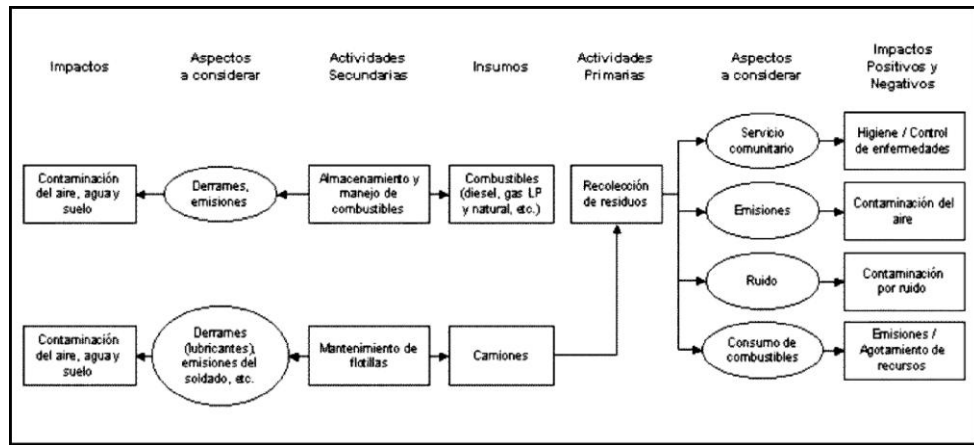 Impactos
Aspectos
a considerar
Actividades
Secundarias
Insumos
Actividades
Primarias
Aspectos
a considerar
Impactos
Positivos y
Negativos
Servicio
comunitario
Higiene / Control
de enfermedades
Contaminación
del aire, agua y
suelo
Derrames,
emisiones
Almacenamiento y
manejo de
combustibles
Combustibles
(diesel, gas LP
y natural, etc.)
Recolección
de residuos
Emisiones
Contaminación del
aire
Ruido
Contaminación
por ruido
Contaminación
del aire, agua y
suelo
Derrames
(lubricantes),
emisiones del
soldado, etc.
Mantenimiento de
flotillas
Camiones
Consumo de
combustibles
Emisiones /
Agotamiento de
recursos